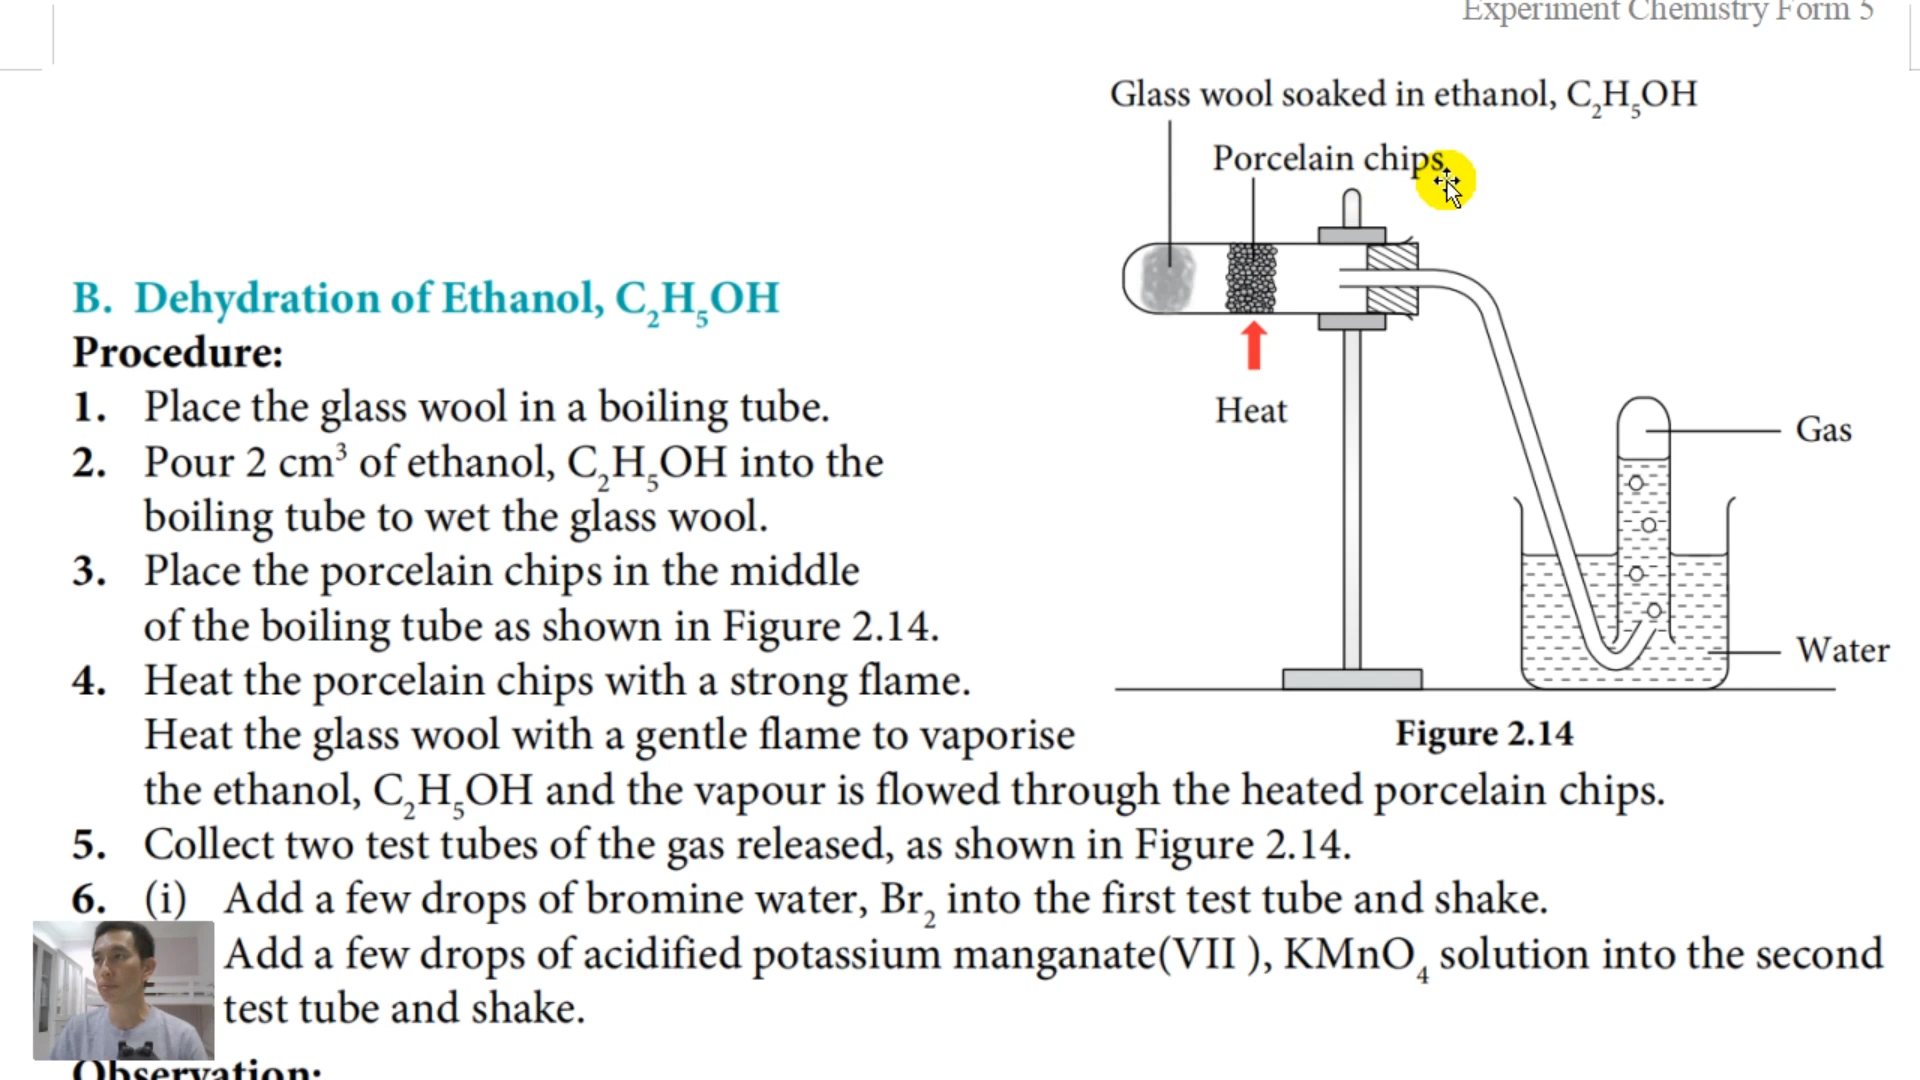 Experiment Chemistry Form 5
Glass wool soaked in ethanol, C₂H₅OH
Porcelain chips
Heat
Gas
Water
Figure 2.14
B. Dehydration of Ethanol, C₂H₅OH
Procedure:
1. Place the glass wool in a boiling tube.
2. Pour 2 cm³ of ethanol, C₂H₅OH into the
boiling tube to wet the glass wool.
3. Place the porcelain chips in the middle
of the boiling tube as shown in Figure 2.14.
4. Heat the porcelain chips with a strong flame.
Heat the glass wool with a gentle flame to vaporise
the ethanol, C₂H₅OH and the vapour is flowed through the heated porcelain chips.
5. Collect two test tubes of the gas released, as shown in Figure 2.14.
6. (i) Add a few drops of bromine water, Br₂ into the first test tube and shake.
Add a few drops of acidified potassium manganate(VII ), KMnO₄ solution into the second
test tube and shake.
Observation: